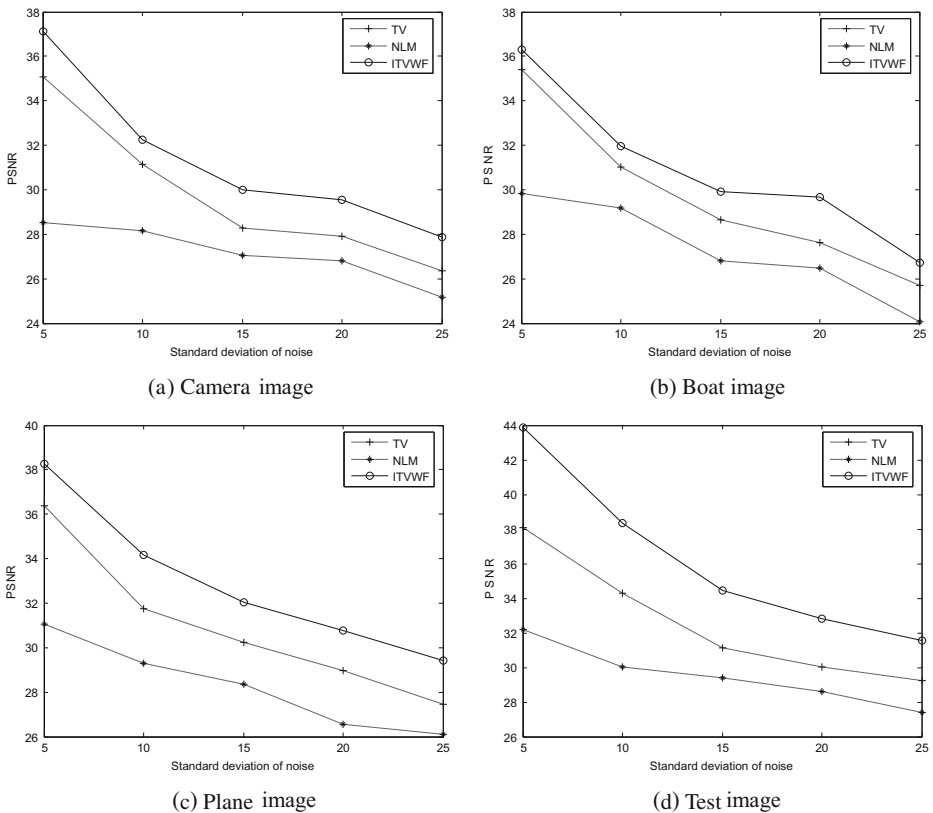 38
36
34
32
30
28
26
24
PSNR
5 10 15 20 25
Standard deviation of noise
TV
NLM
ITVWF
(a) Camera image
38
36
34
32
30
28
26
24
P S N R
5 10 15 20 25
Standard deviation of noise
TV
NLM
ITVWF
(b) Boat image
40
38
36
34
32
30
28
26
PSNR
5 10 15 20 25
Standard deviation of noise
TV
NLM
ITVWF
(c) Plane image
44
42
40
38
36
34
32
30
28
26
P S N R
5 10 15 20 25
Standard deviation of noise
TV
NLM
ITVWF
(d) Test image